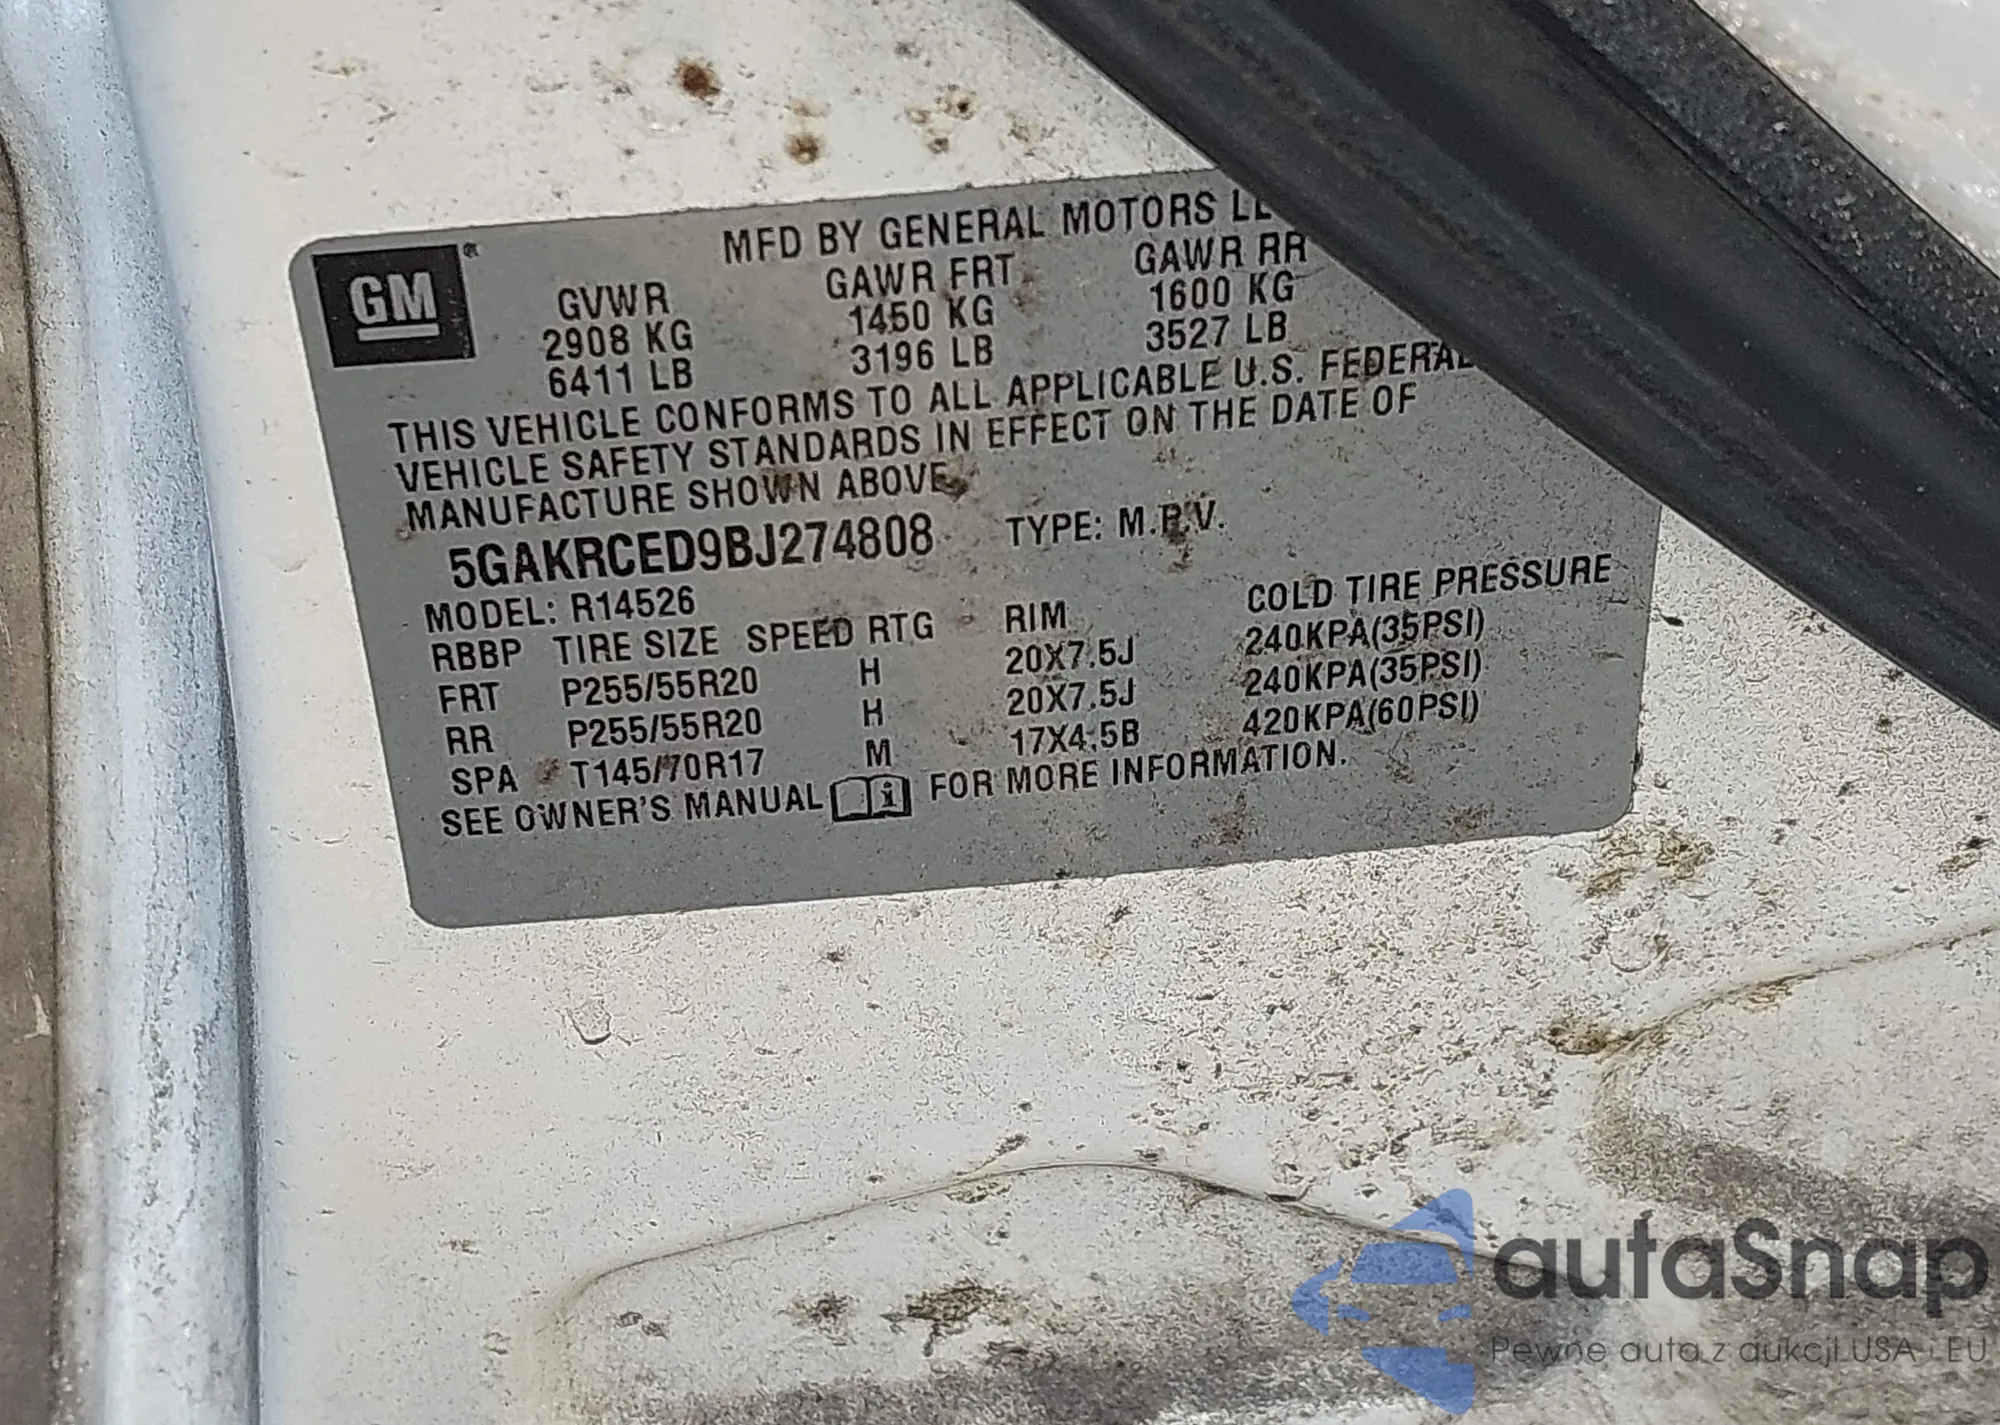 MFD BY GENERAL MOTORS
GM ®
GVWR GAWR FRT GAWR RR
2908 KG 1450 KG 1600 KG
6411 LB 3196 LB 3527 LB
THIS VEHICLE CONFORMS TO ALL APPLICABLE U.S. FEDERAL
VEHICLE SAFETY STANDARDS IN EFFECT ON THE DATE OF
MANUFACTURE SHOWN ABOVE.
5GAKRCED9BJ274808 TYPE: M.P.V.
MODEL: R14526
RBBP TIRE SIZE SPEED RTG RIM COLD TIRE PRESSURE
FRT P255/55R20 H 20X7.5J 240KPA(35PSI)
RR P255/55R20 H 20X7.5J 240KPA(35PSI)
SPA T145/70R17 M 17X4.5B 420KPA(60PSI)
SEE OWNER'S MANUAL FOR MORE INFORMATION.
autaSnap
Pewne auta z aukcji USA i EU